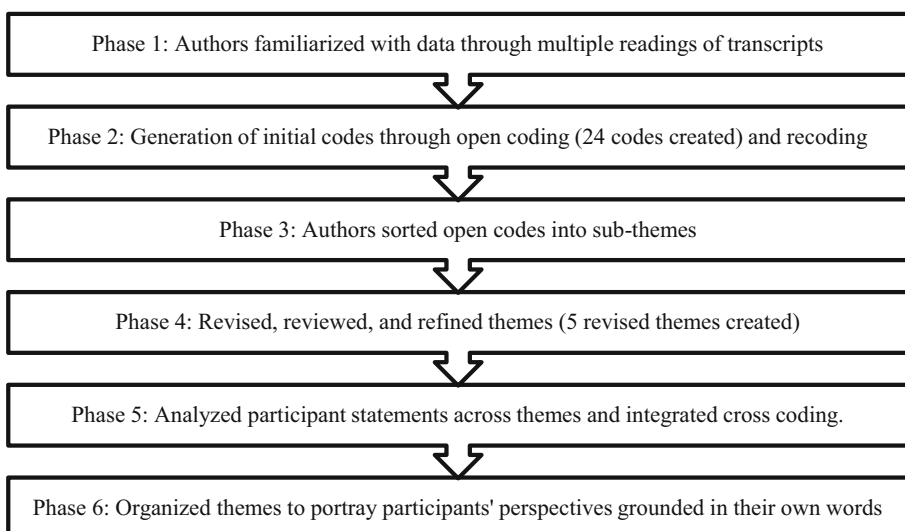 Phase 1: Authors familiarized with data through multiple readings of transcripts
Phase 2: Generation of initial codes through open coding (24 codes created) and recoding
Phase 3: Authors sorted open codes into sub-themes
Phase 4: Revised, reviewed, and refined themes (5 revised themes created)
Phase 5: Analyzed participant statements across themes and integrated cross coding.
Phase 6: Organized themes to portray participants' perspectives grounded in their own words